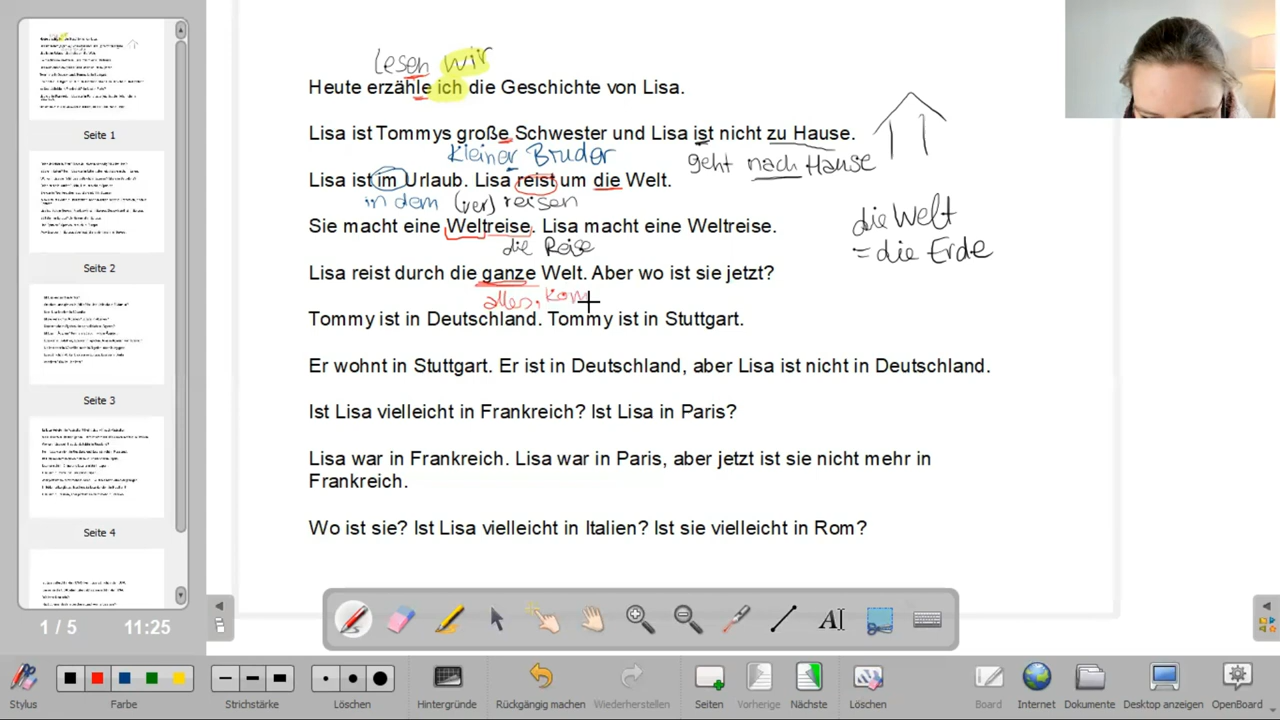 lesen wir
Heute erzähle ich die Geschichte von Lisa.
Lisa ist Tommys große Schwester und Lisa ist nicht zu Hause.
kleiner Bruder
geht nach Hause
Lisa ist im Urlaub. Lisa reist um die Welt.
in dem (ver)reisen
die Welt
Sie macht eine Weltreise. Lisa macht eine Weltreise.
die Reise
= die Erde
Lisa reist durch die ganze Welt. Aber wo ist sie jetzt?
alles,
Tommy ist in Deutschland. Tommy ist in Stuttgart.
Er wohnt in Stuttgart. Er ist in Deutschland, aber Lisa ist nicht in Deutschland.
Ist Lisa vielleicht in Frankreich? Ist Lisa in Paris?
Lisa war in Frankreich. Lisa war in Paris, aber jetzt ist sie nicht mehr in
Frankreich.
Wo ist sie? Ist Lisa vielleicht in Italien? Ist sie vielleicht in Rom?
Seite 1
Seite 2
Seite 3
Seite 4
1 / 5 11:25
AI
Stylus Farbe Strichstärke Löschen Hintergründe Rückgängig machen Wiederherstellen Seiten Vorherige Nächste Löschen Board Internet Dokumente Desktop anzeigen OpenBoard